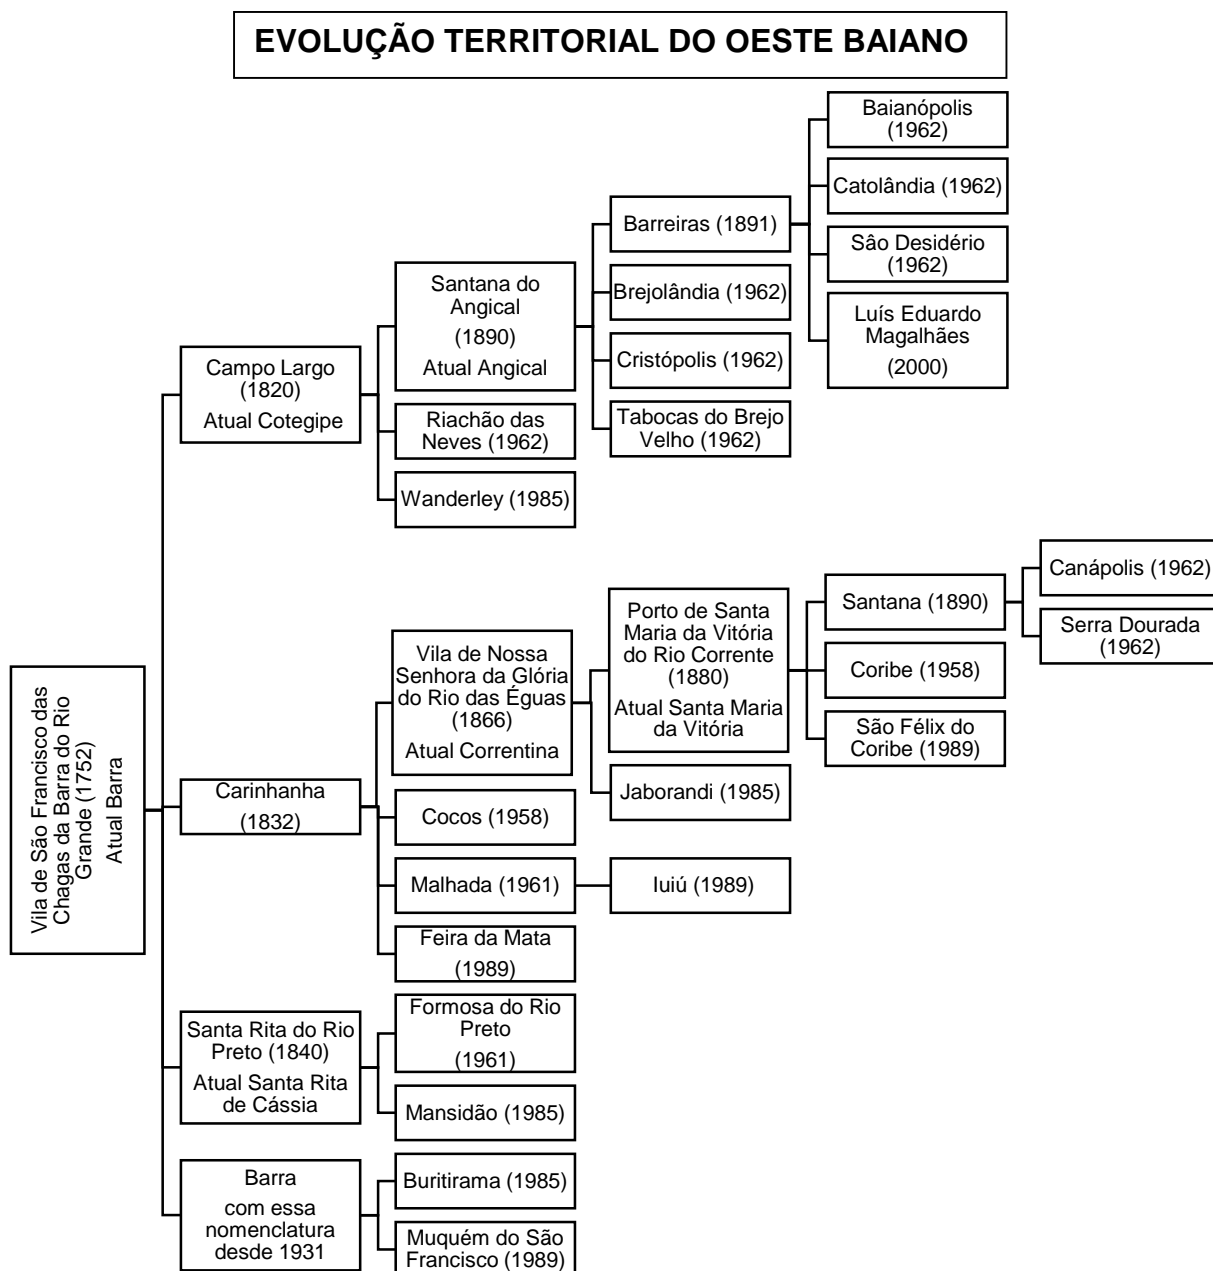 EVOLUÇÃO TERRITORIAL DO OESTE BAIANO
Vila de São Francisco das
Chagas da Barra do Rio
Grande (1752)
Atual Barra
Campo Largo
(1820)
Atual Cotegipe
Santana do
Angical
(1890)
Atual Angical
Barreiras (1891)
Baianópolis
(1962)
Catolândia (1962)
Sâo Desidério
(1962)
Luís Eduardo
Magalhães
(2000)
Brejolândia (1962)
Cristópolis (1962)
Tabocas do Brejo
Velho (1962)
Riachão das
Neves (1962)
Wanderley (1985)
Carinhanha
(1832)
Vila de Nossa
Senhora da Glória
do Rio das Éguas
(1866)
Atual Correntina
Porto de Santa
Maria da Vitória
do Rio Corrente
(1880)
Atual Santa Maria
da Vitória
Santana (1890)
Canápolis (1962)
Serra Dourada
(1962)
Coribe (1958)
São Félix do
Coribe (1989)
Jaborandi (1985)
Cocos (1958)
Malhada (1961)
Iuiú (1989)
Feira da Mata
(1989)
Santa Rita do Rio
Preto (1840)
Atual Santa Rita
de Cássia
Formosa do Rio
Preto
(1961)
Mansidão (1985)
Barra
com essa
nomenclatura
desde 1931
Buritirama (1985)
Muquém do São
Francisco (1989)